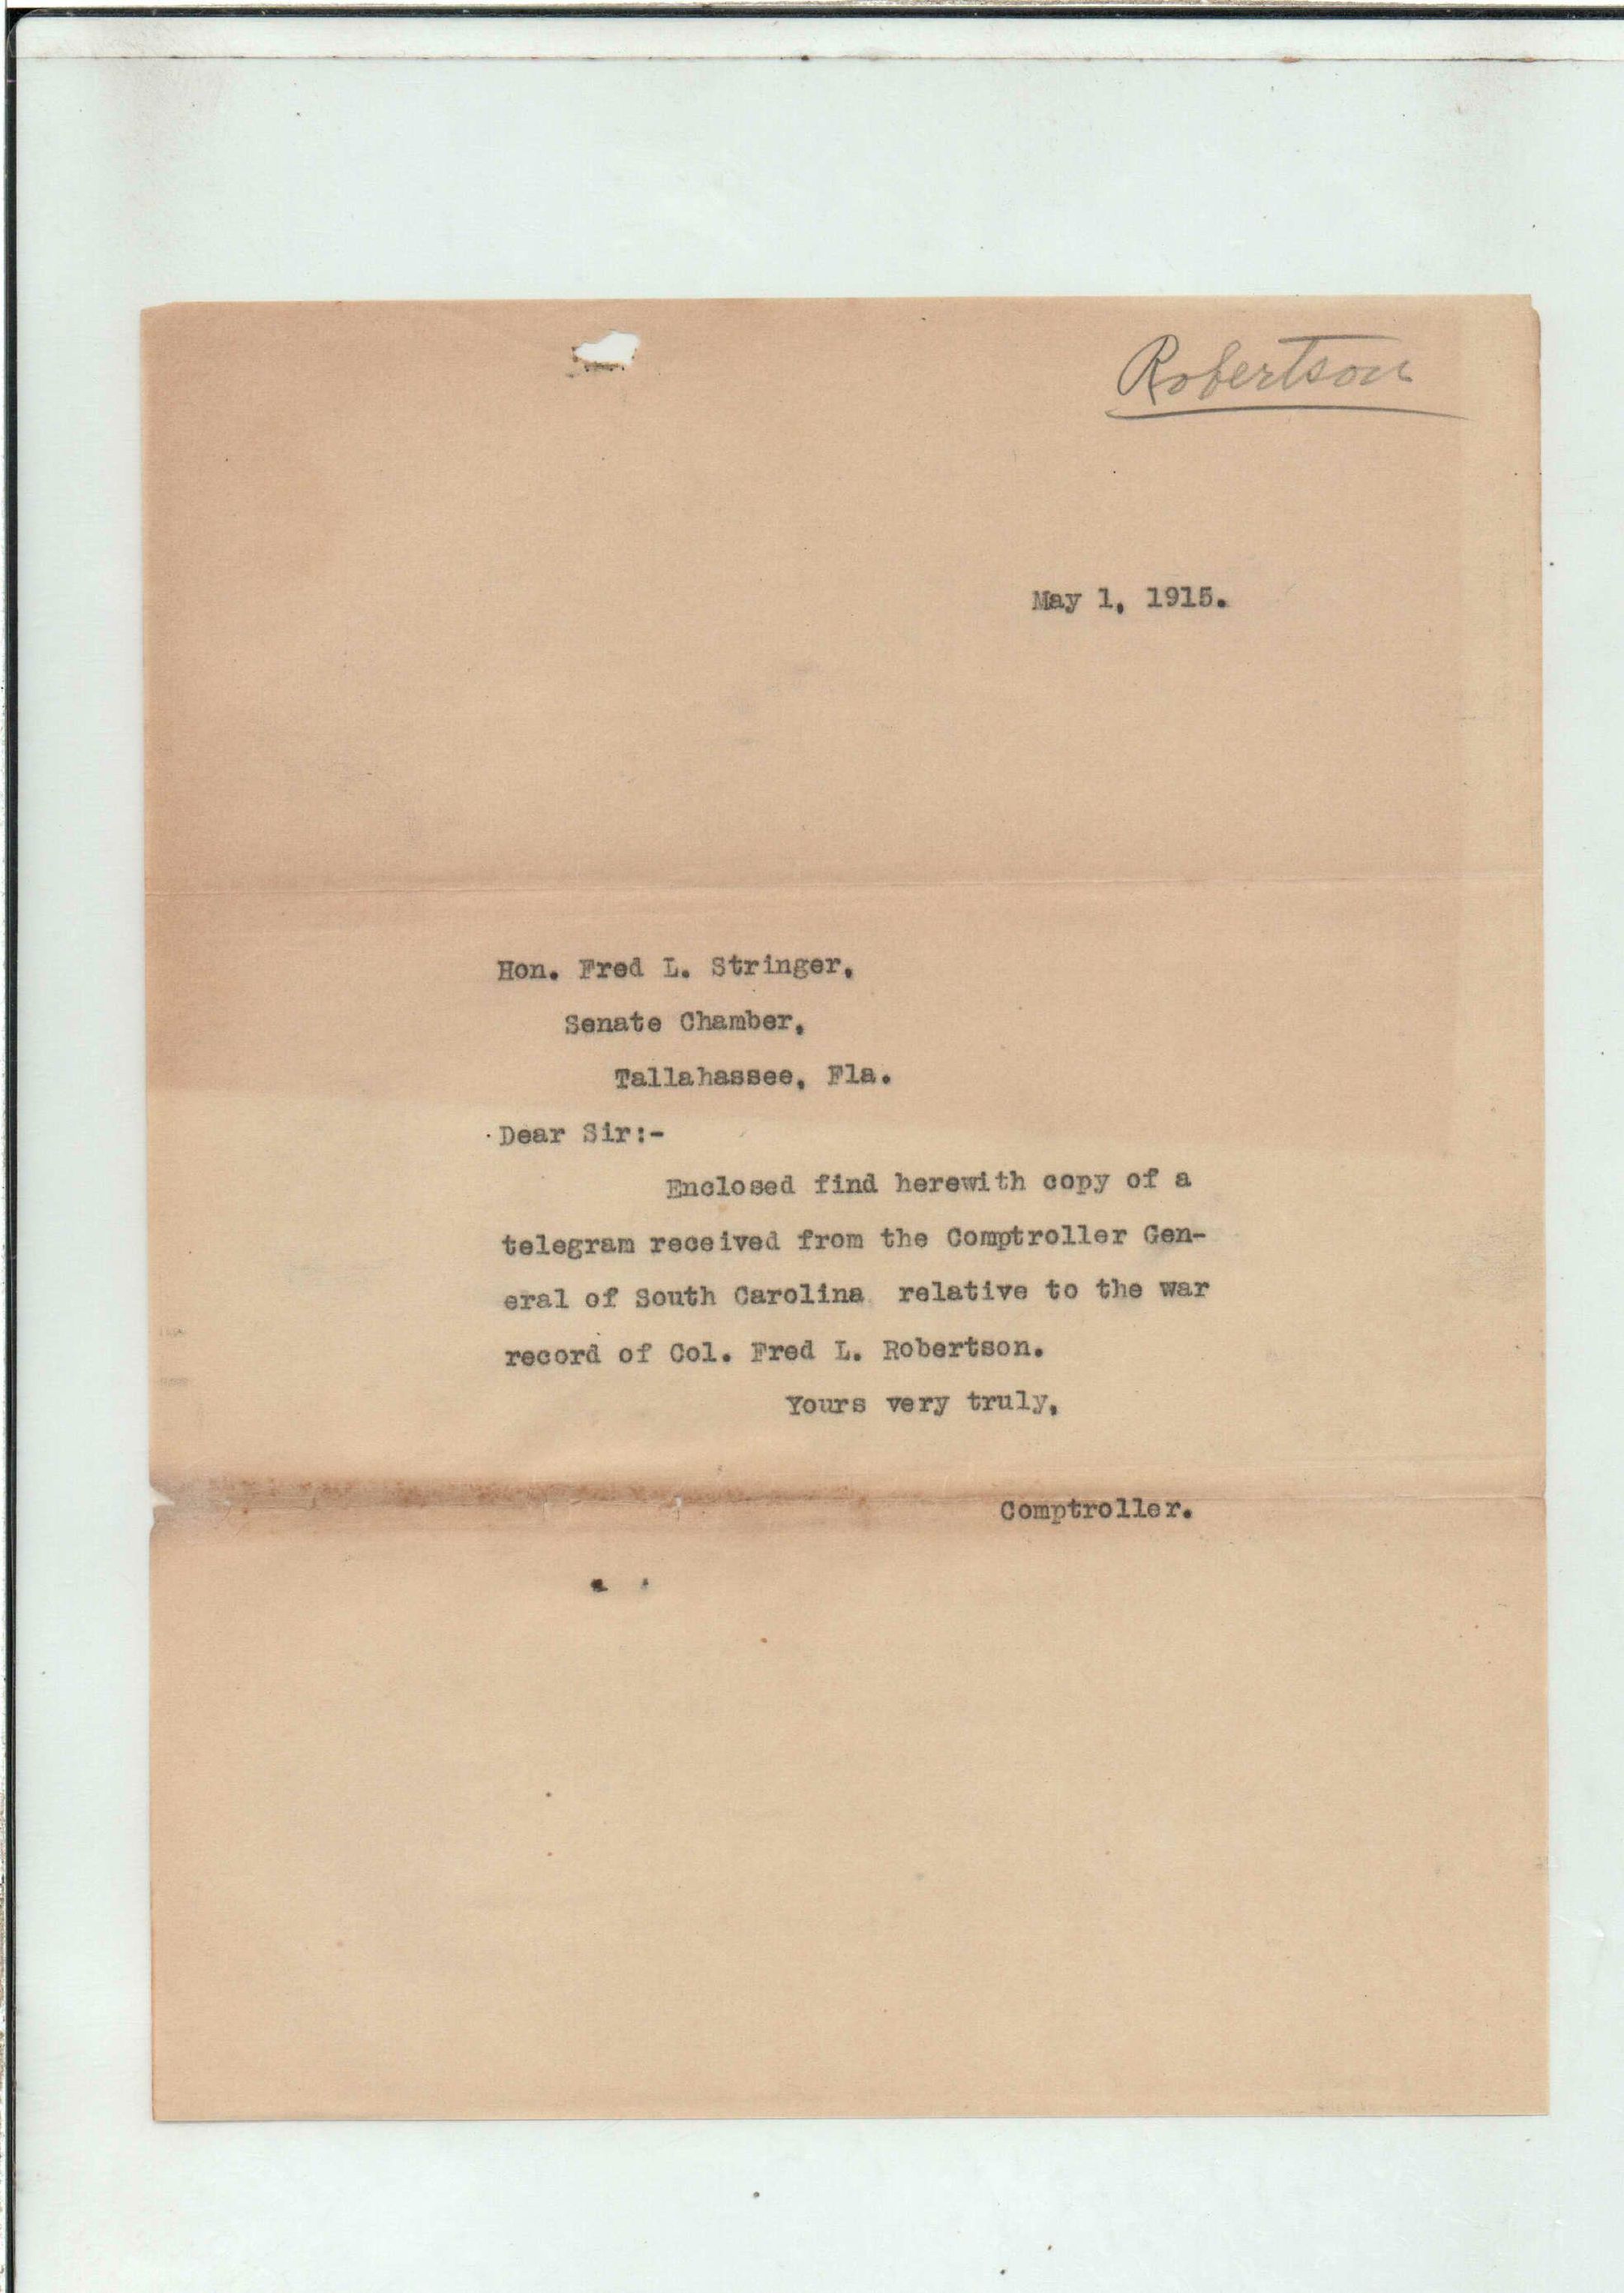 Robertson
May 1, 1915.
Hon. Fred L. Stringer,
Senate Chamber,
Tallahassee, Fla.
Dear Sir:-
Enclosed find herewith copy of a
telegram received from the Comptroller Gen-
eral of South Carolina relative to the war
record of Col. Fred L. Robertson.
Yours very truly,
Comptroller.